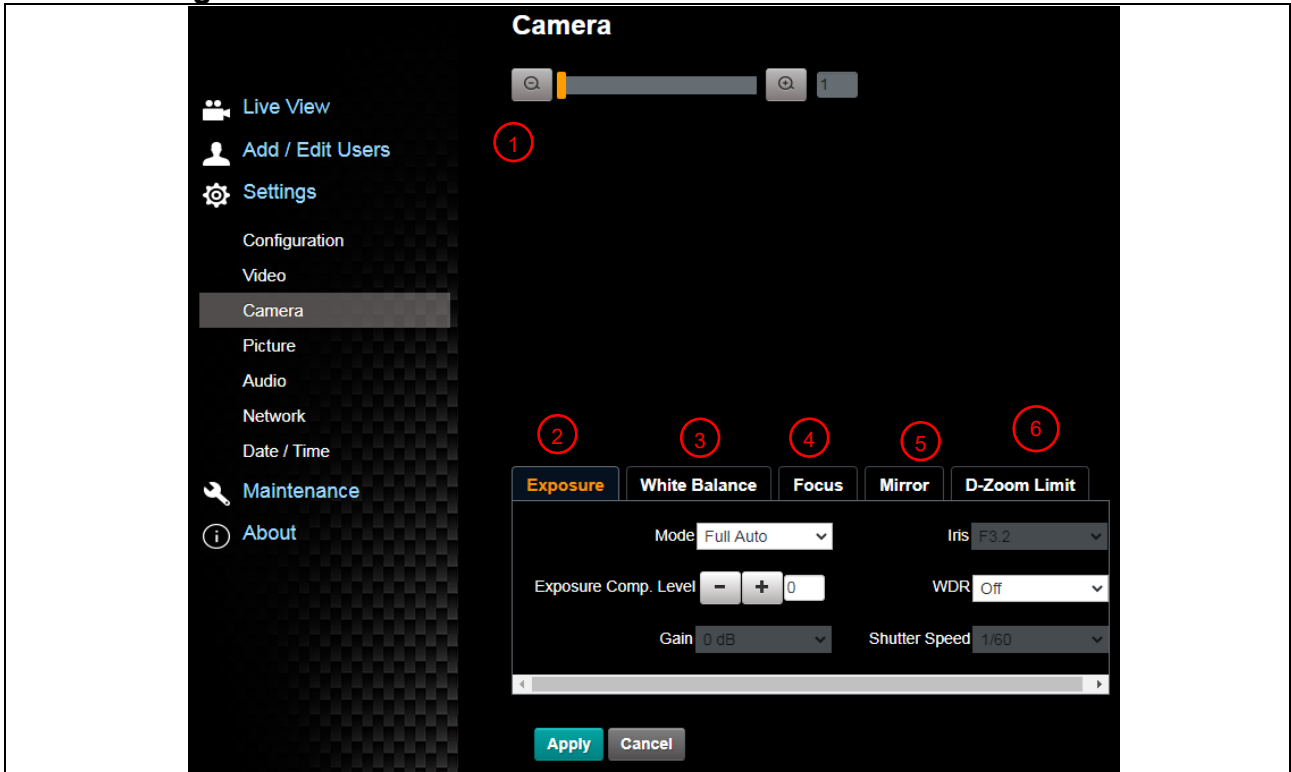 Camera
1
Live View
Add / Edit Users
1
Settings
Configuration
Video
Camera
Picture
Audio
Network
Date / Time
2 3 4 5 6
Exposure White Balance Focus Mirror D-Zoom Limit
Maintenance
About
Mode Full Auto Iris F3.2
Exposure Comp. Level - + 0 WDR Off
Gain 0 dB Shutter Speed 1/60
Apply Cancel